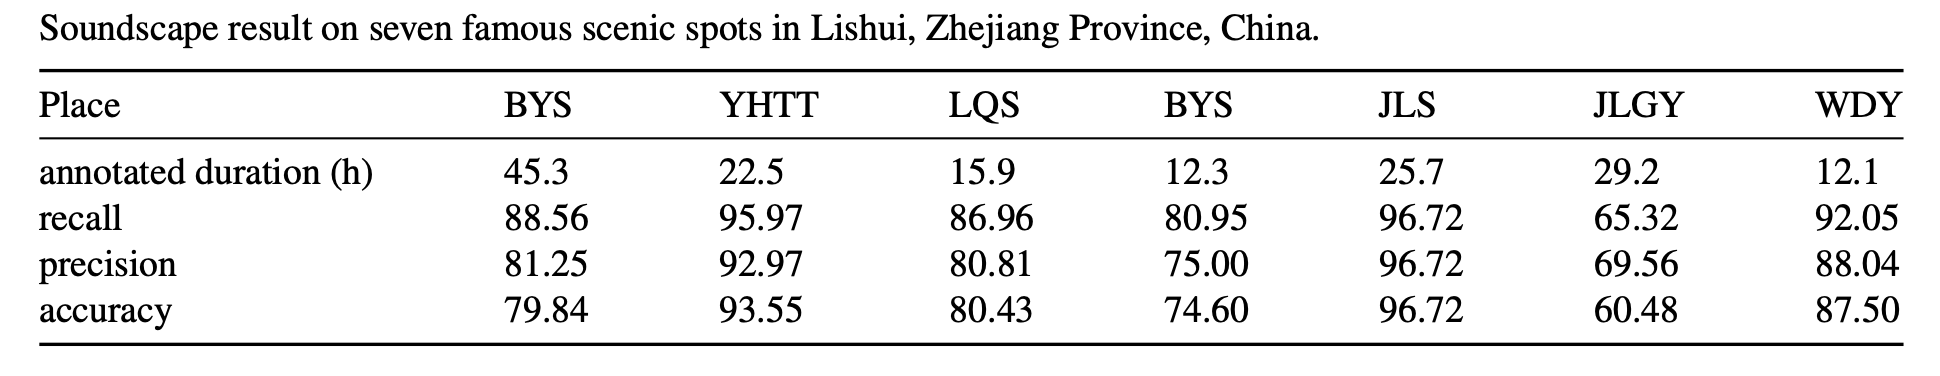 Soundscape result on seven famous scenic spots in Lishui, Zhejiang Province, China.
Place BYS YHTT LQS BYS JLS JLGY WDY
annotated duration (h) 45.3 22.5 15.9 12.3 25.7 29.2 12.1
recall 88.56 95.97 86.96 80.95 96.72 65.32 92.05
precision 81.25 92.97 80.81 75.00 96.72 69.56 88.04
accuracy 79.84 93.55 80.43 74.60 96.72 60.48 87.50